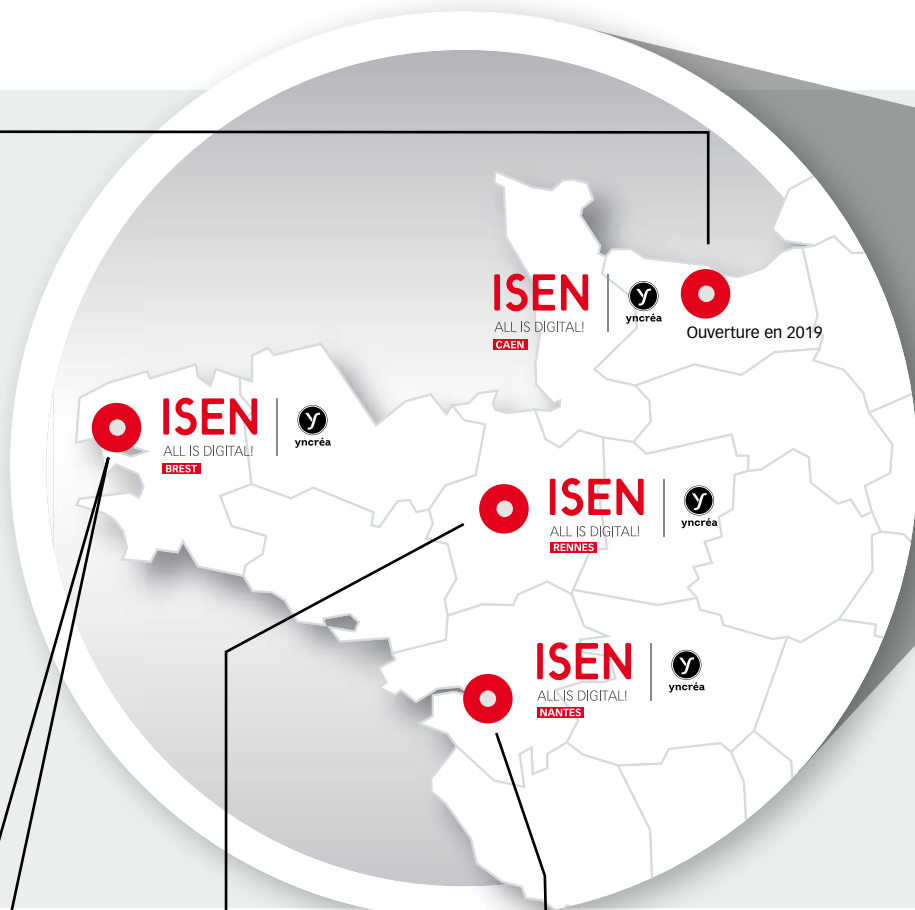 ISEN
ALL IS DIGITAL!
CAEN
yncréa
Ouverture en 2019
ISEN
ALL IS DIGITAL!
BREST
yncréa
ISEN
ALL IS DIGITAL!
RENNES
yncréa
ISEN
ALL IS DIGITAL!
NANTES
yncréa